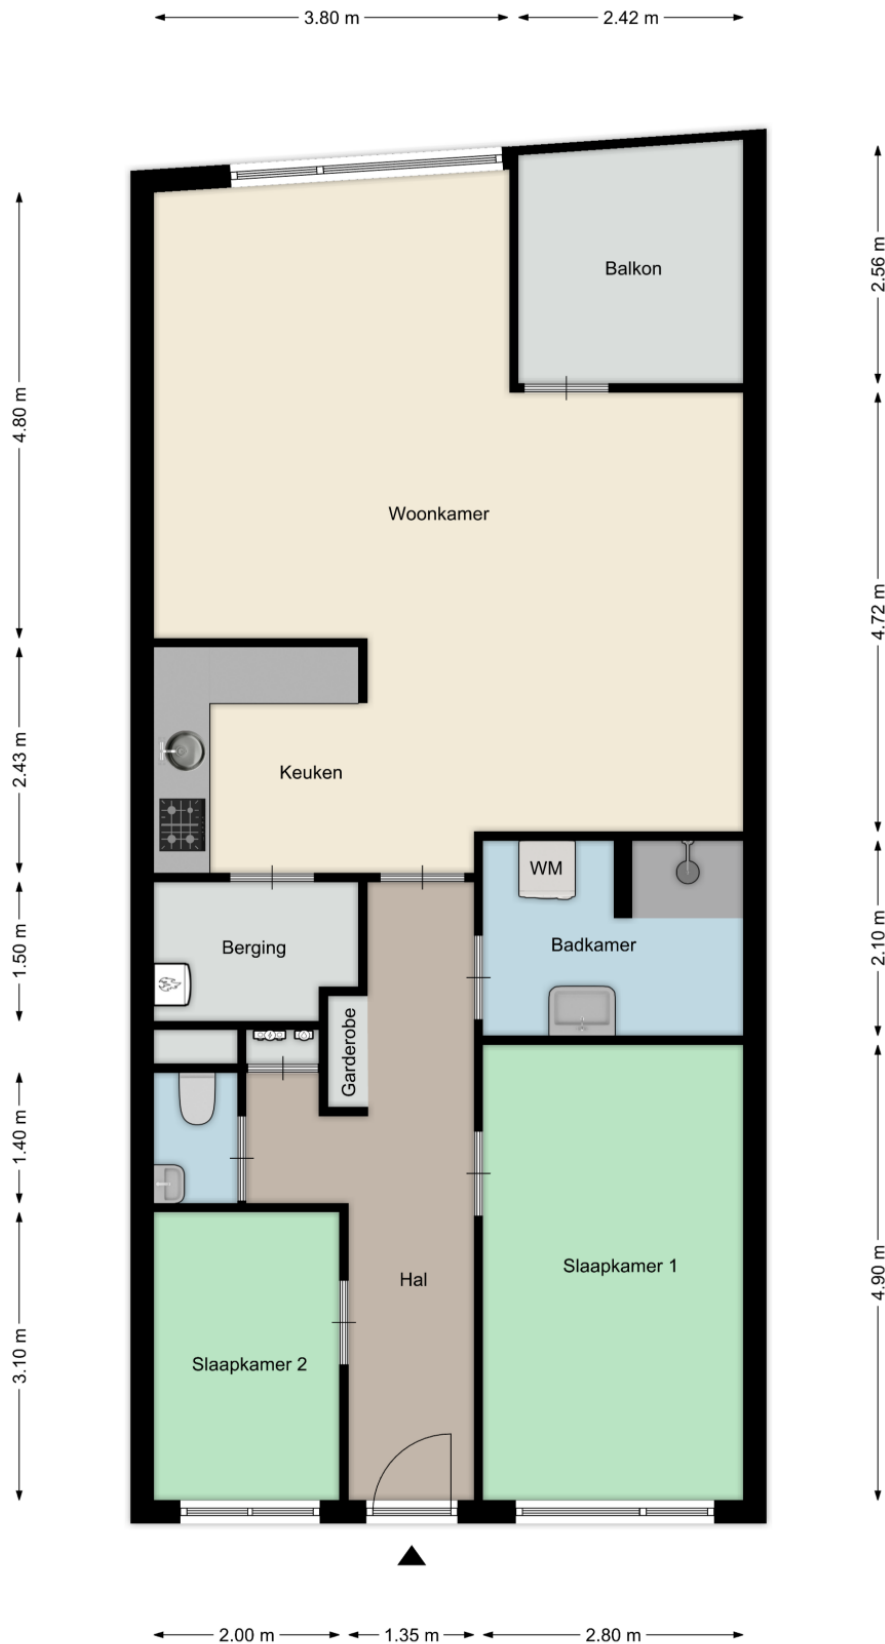 3.80 m
2.42 m
2.56 m
Balkon
4.80 m
Woonkamer
4.72 m
2.43 m
Keuken
WM
Badkamer
2.10 m
1.50 m
Berging
Garderobe
1.40 m
Hal
Slaapkamer 1
4.90 m
3.10 m
Slaapkamer 2
2.00 m
1.35 m
2.80 m